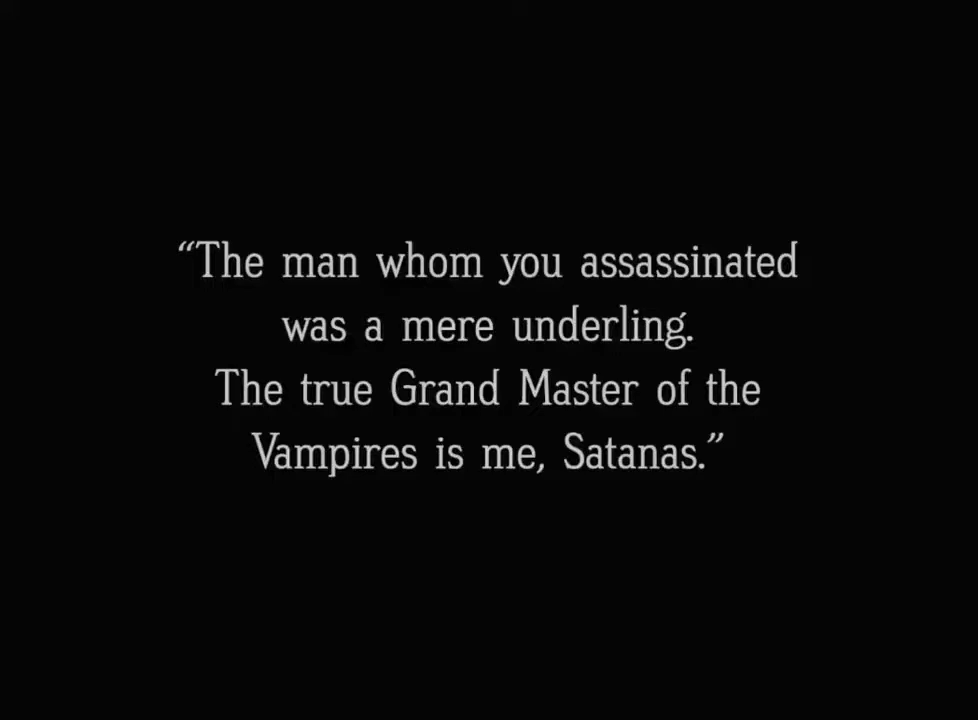 “The man whom you assassinated
was a mere underling.
The true Grand Master of the
Vampires is me, Satanas.”